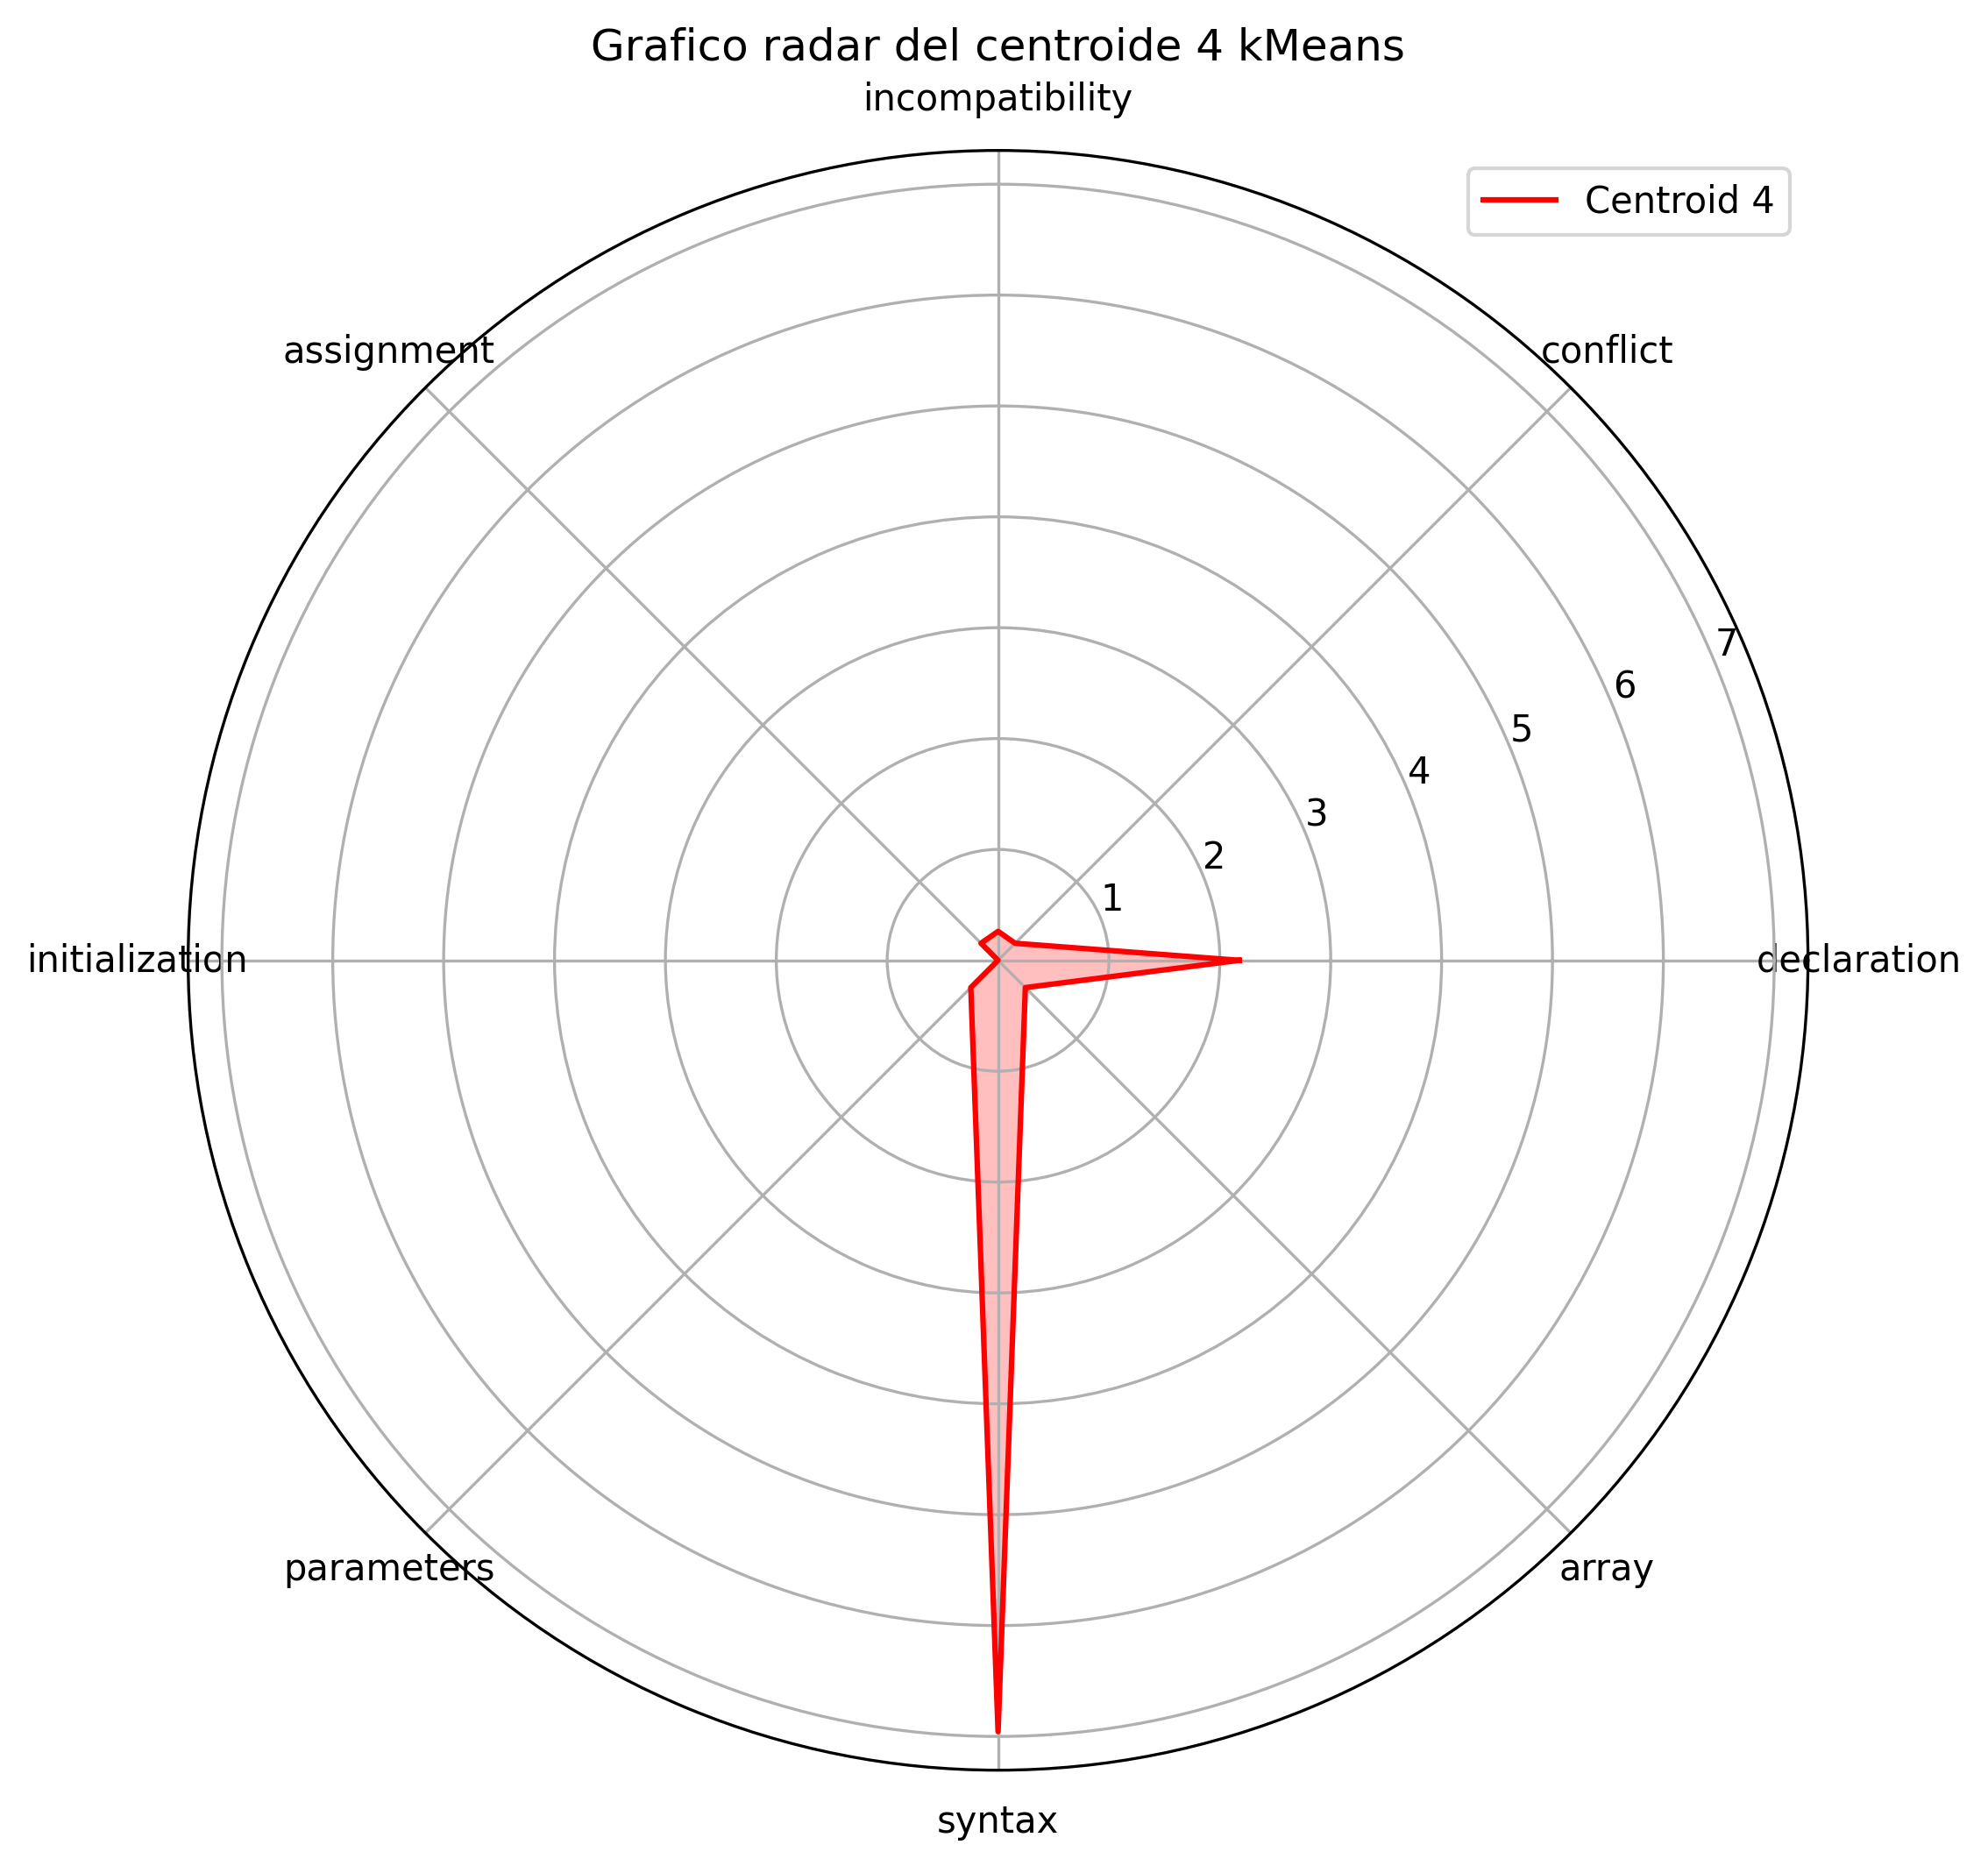 Grafico radar del centroide 4 kMeans
incompatibility
Centroid 4
assignment
conflict
7
6
5
4
3
2
1
initialization
declaration
parameters
array
syntax